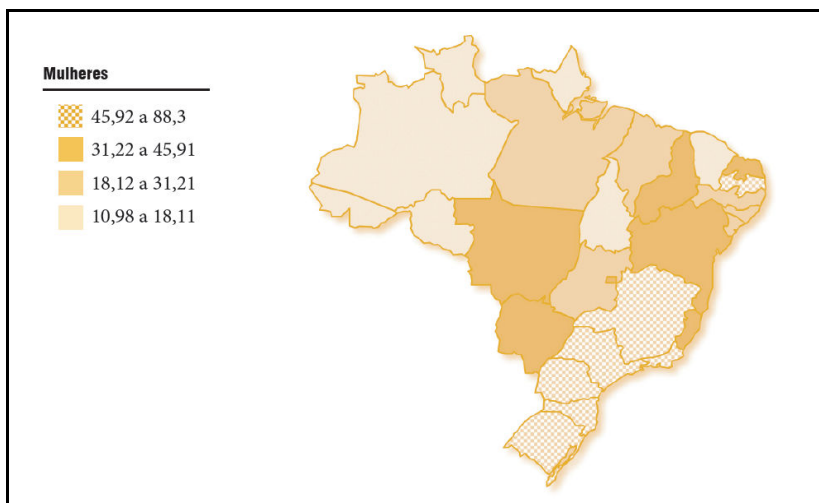 Mulheres
45,92 a 88,3
31,22 a 45,91
18,12 a 31,21
10,98 a 18,11